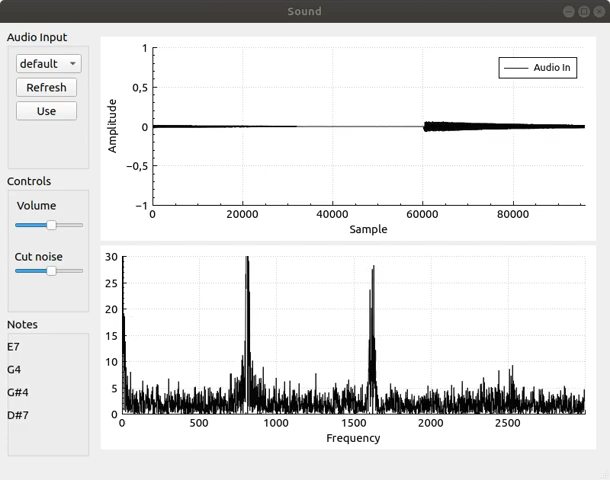 Sound
Audio Input
default
Refresh
Use
Controls
Volume
Cut noise
Notes
E7
G4
G#4
D#7
1
0,5
0
−0,5
−1
Amplitude
Audio In
0
20000
40000
60000
80000
Sample
30
25
20
15
10
5
0
0
500
1000
1500
2000
2500
Frequency